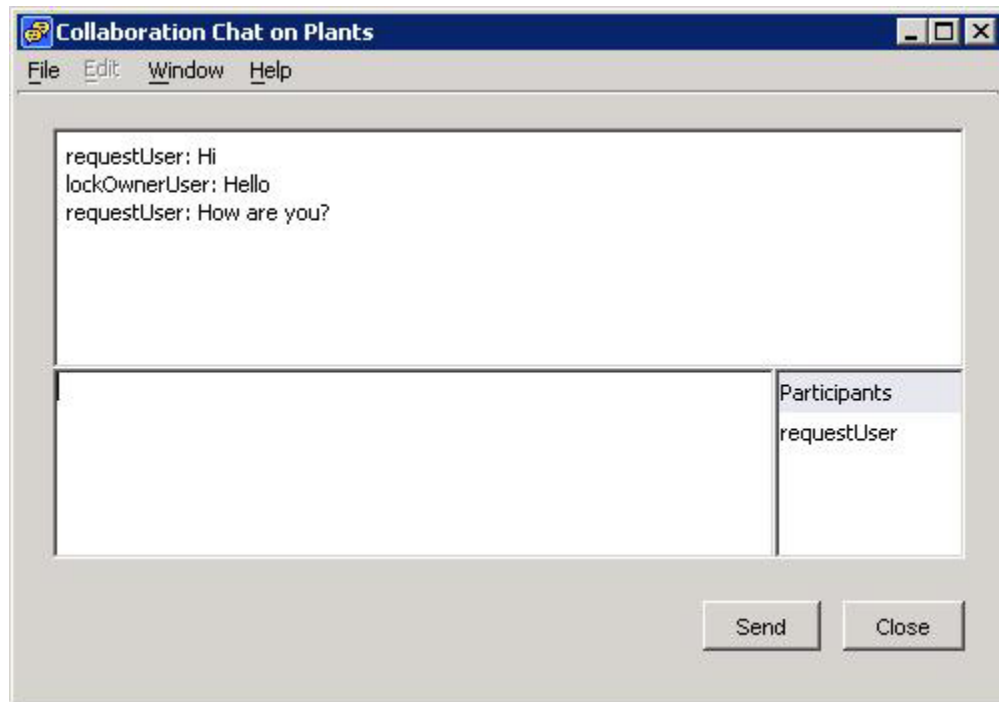 Collaboration Chat on Plants
File Edit Window Help
requestUser: Hi
lockOwnerUser: Hello
requestUser: How are you?
Participants
requestUser
Send Close